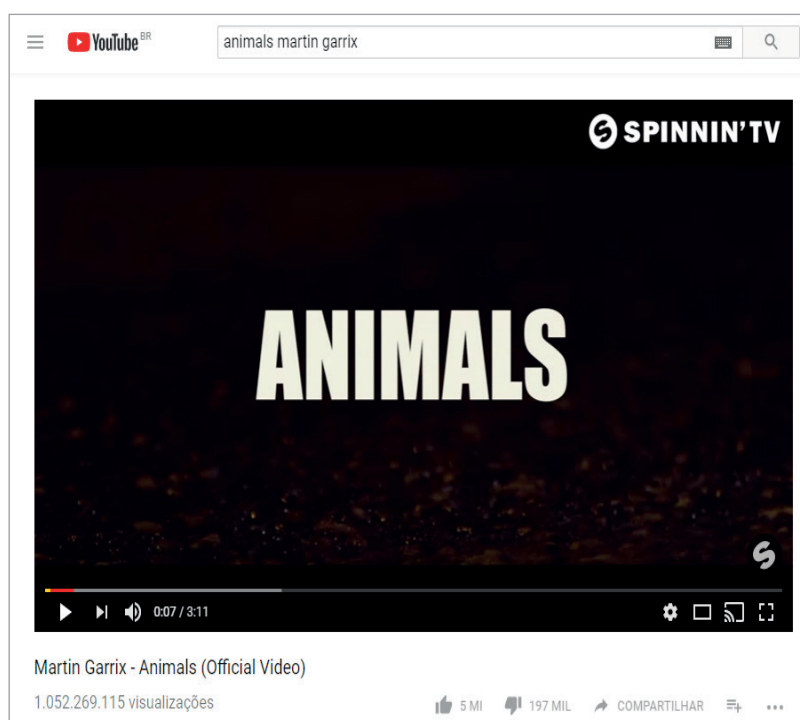 YouTube BR
animals martin garrix
SPINNIN' TV
ANIMALS
0:07 / 3:11
Martin Garrix - Animals (Official Video)
1.052.269.115 visualizações
5 MI 197 MIL COMPARTILHAR